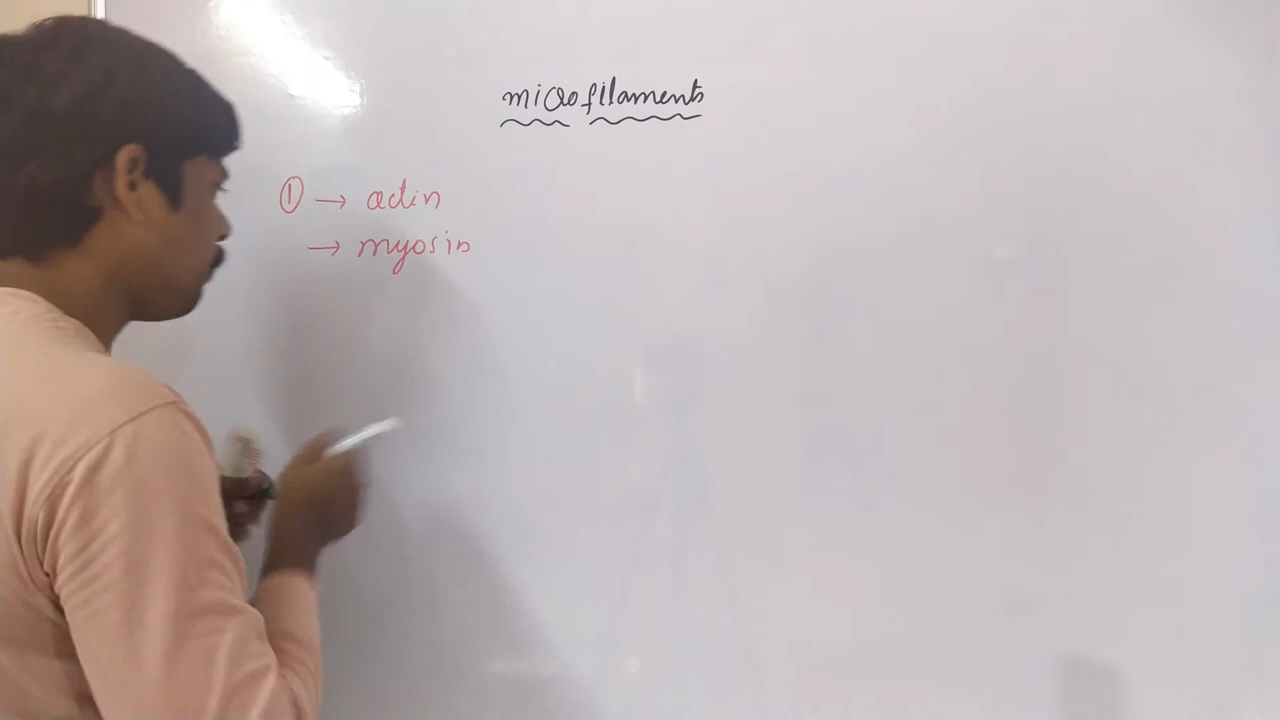 microfilaments
① → actin
→ myosin